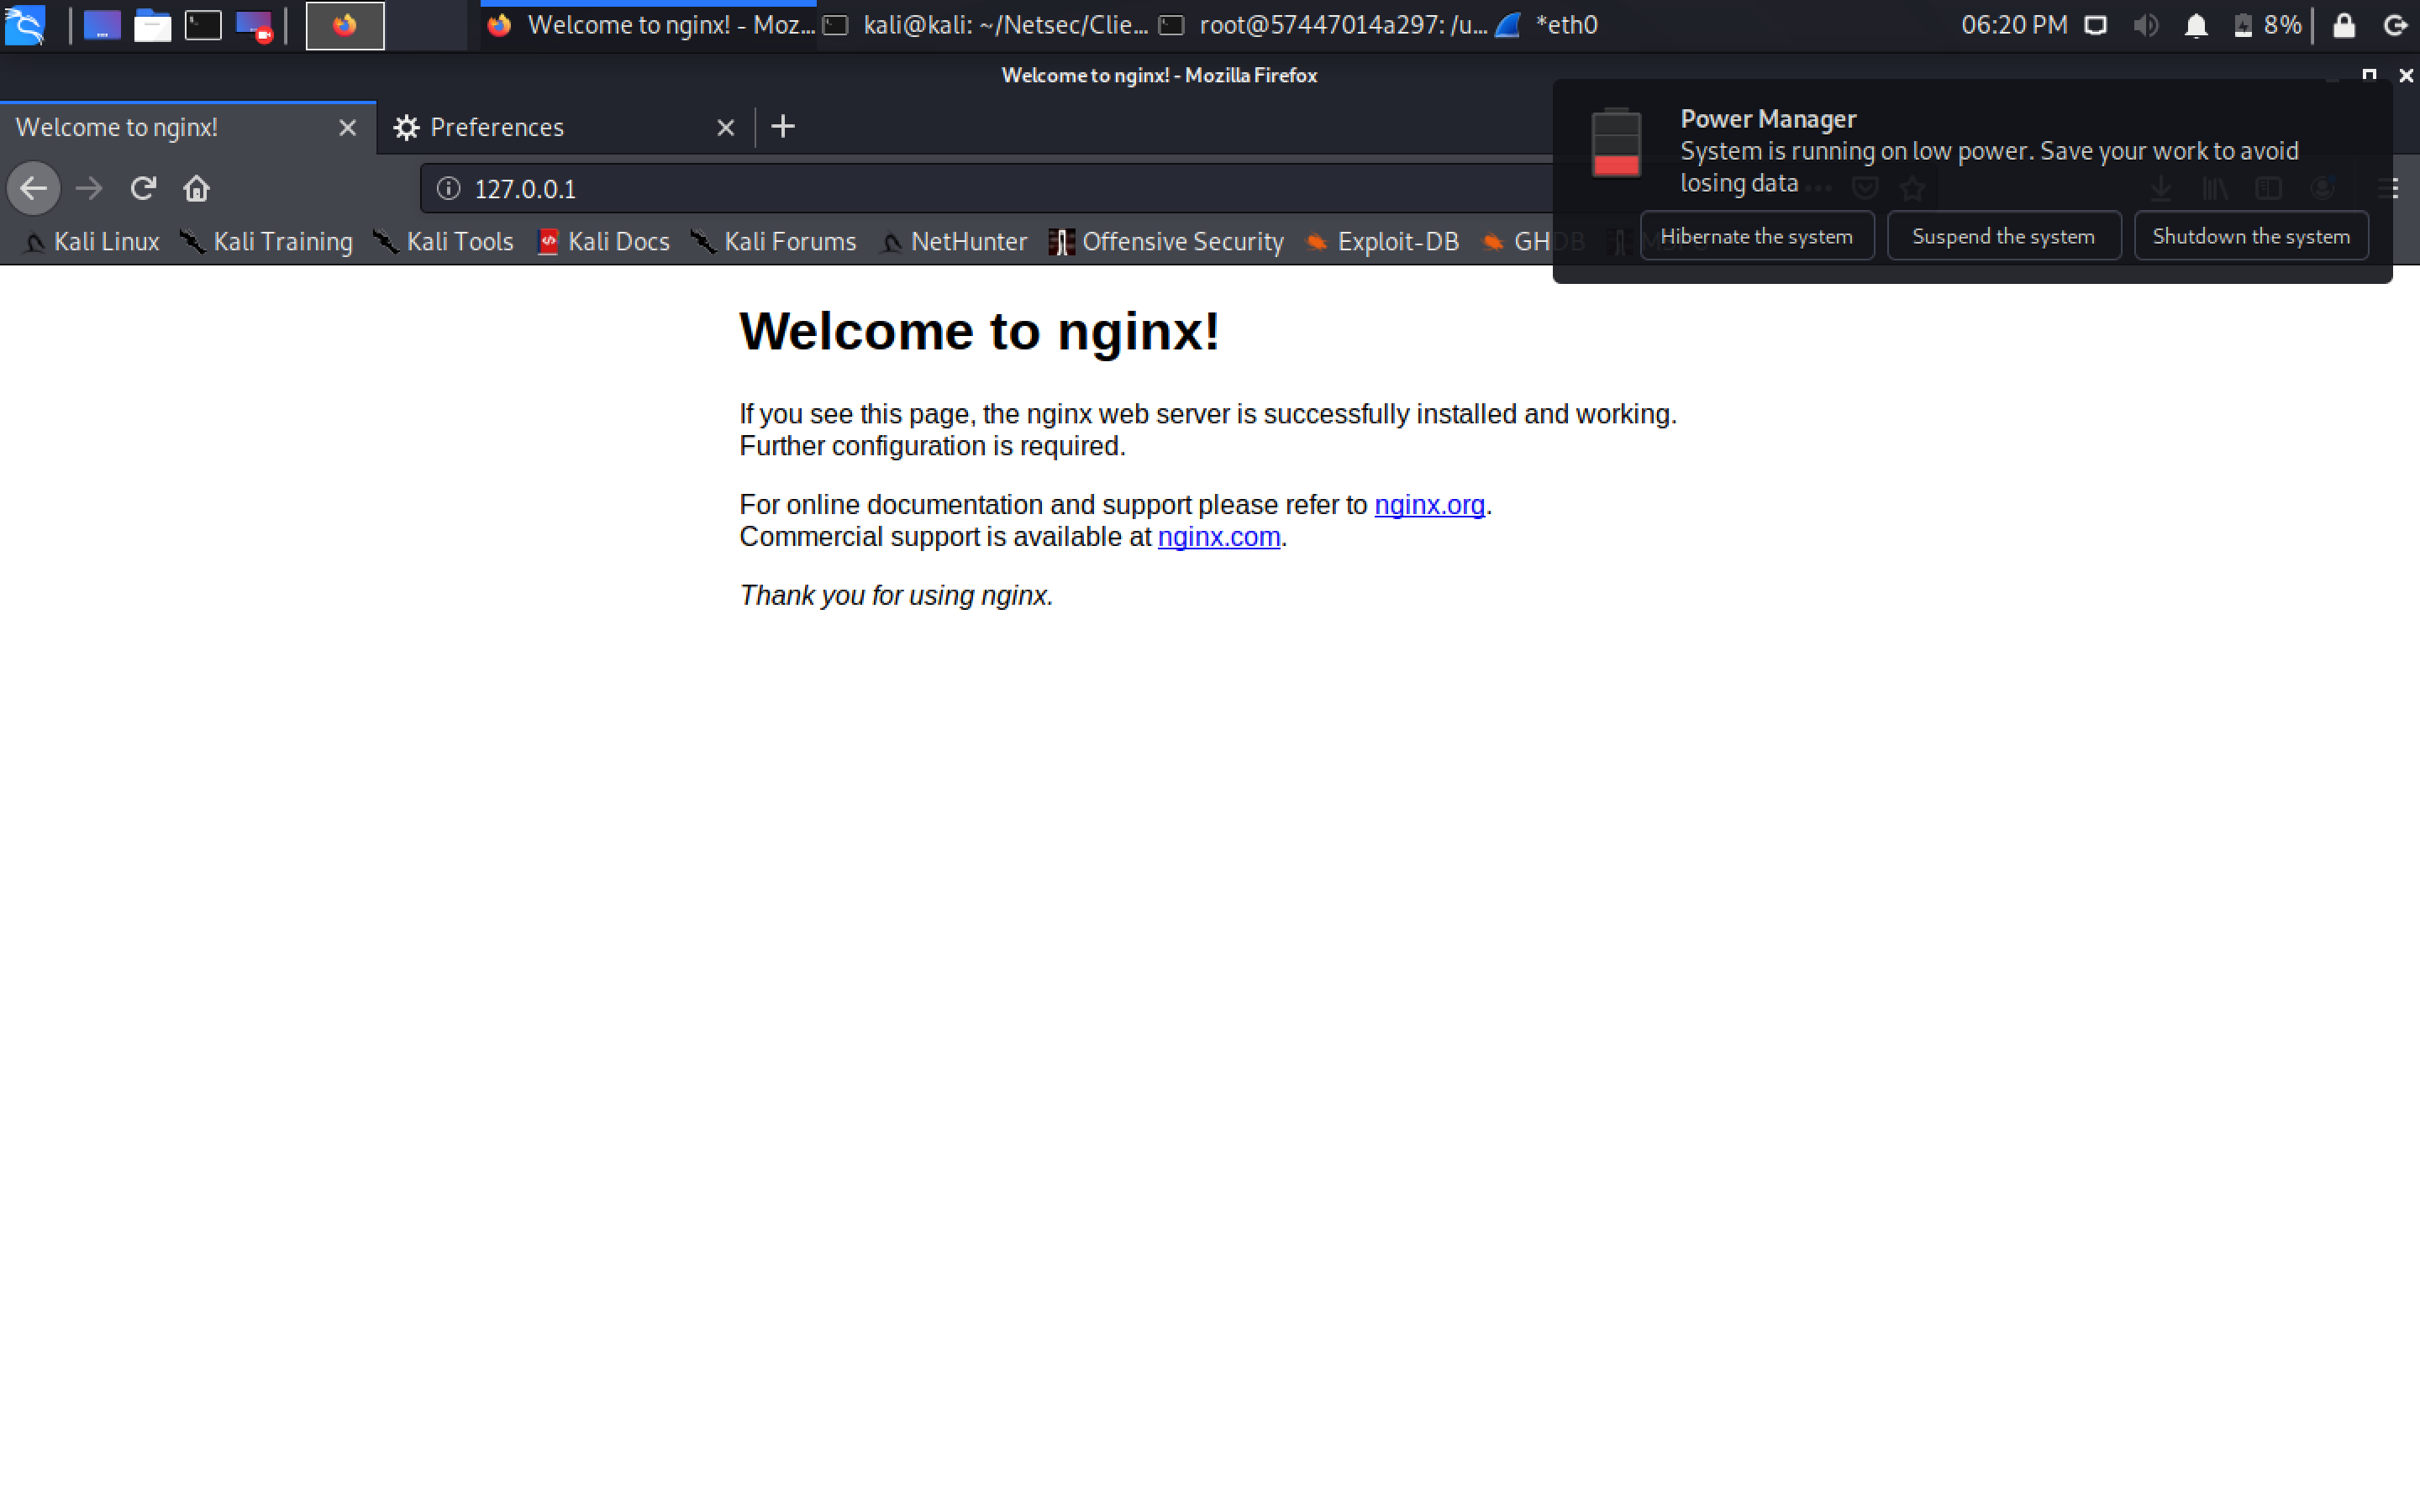 Welcome to nginx! - Moz...
kali@kali: ~/Netsec/Clie...
root@57447014a297: /u...
*eth0
06:20 PM
8%
Welcome to nginx! - Mozilla Firefox
Welcome to nginx!
Preferences
127.0.0.1
Power Manager
System is running on low power. Save your work to avoid
losing data
Hibernate the system
Suspend the system
Shutdown the system
Kali Linux
Kali Training
Kali Tools
Kali Docs
Kali Forums
NetHunter
Offensive Security
Exploit-DB
GHDB
Welcome to nginx!
If you see this page, the nginx web server is successfully installed and working.
Further configuration is required.
For online documentation and support please refer to nginx.org.
Commercial support is available at nginx.com.
Thank you for using nginx.